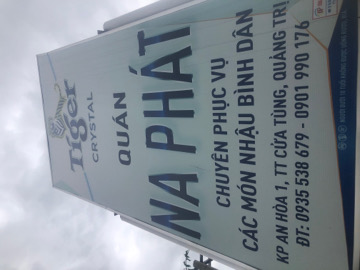 Tiger
CRYSTAL
QUÁN
NA PHÁT
CHUYÊN PHỤC VỤ
CÁC MÓN NHẬU BÌNH DÂN
KP AN HÒA 1, TT CỬA TÙNG, QUẢNG TRỊ
ĐT: 0935 538 679 - 0901 990 176